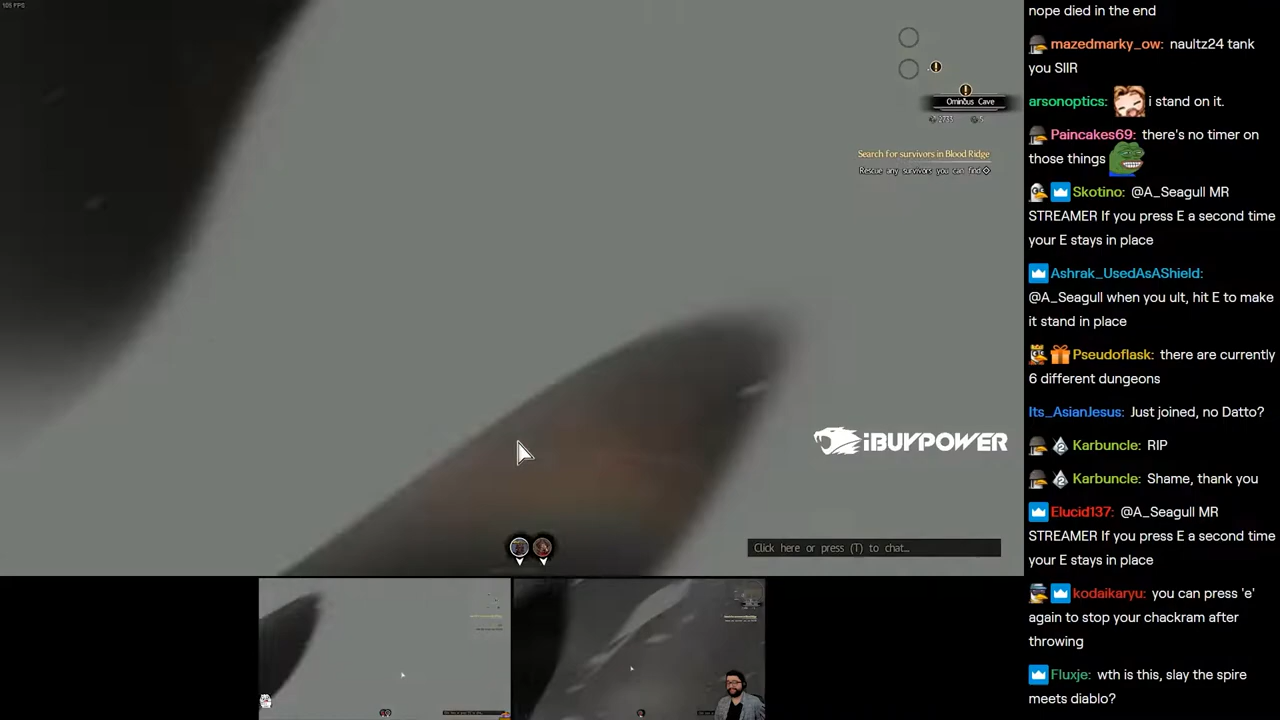 109 FPS
Ominous Cave
2733 5
Search for survivors in Blood Ridge
Rescue any survivors you can find
iBUYPOWER
Click here or press (T) to chat...
nope died in the end
mazedmarky_ow: naultz24 tank
you SIIR
arsonoptics: i stand on it.
Paincakes69: there's no timer on
those things
Skotino: @A_Seagull MR
STREAMER If you press E a second time
your E stays in place
Ashrak_UsedAsAShield:
@A_Seagull when you ult, hit E to make
it stand in place
Pseudoflask: there are currently
6 different dungeons
Its_AsianJesus: Just joined, no Datto?
2 Karbuncle: RIP
2 Karbuncle: Shame, thank you
Elucid137: @A_Seagull MR
STREAMER If you press E a second time
your E stays in place
kodaikaryu: you can press 'e'
again to stop your chackram after
throwing
Fluxje: wth is this, slay the spire
meets diablo?